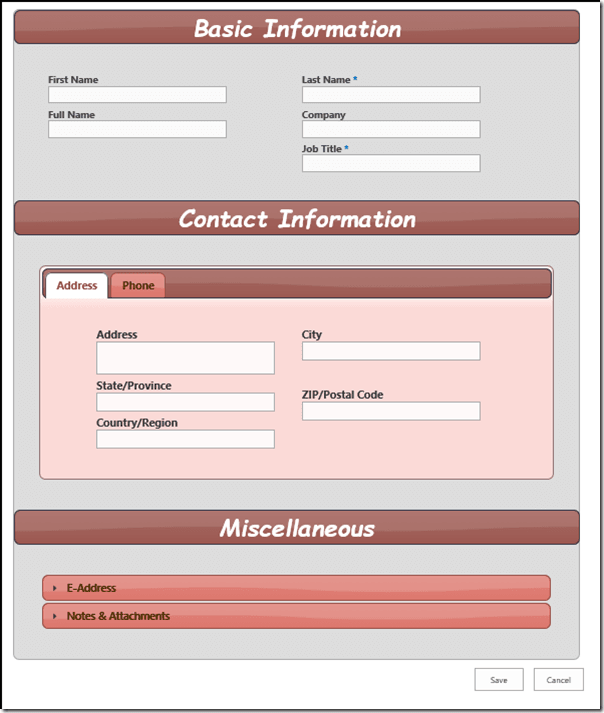 Basic Information
First Name
Last Name *
Full Name
Company
Job Title *
Contact Information
Address
Phone
Address
City
State/Province
ZIP/Postal Code
Country/Region
Miscellaneous
E-Address
Notes & Attachments
Save
Cancel